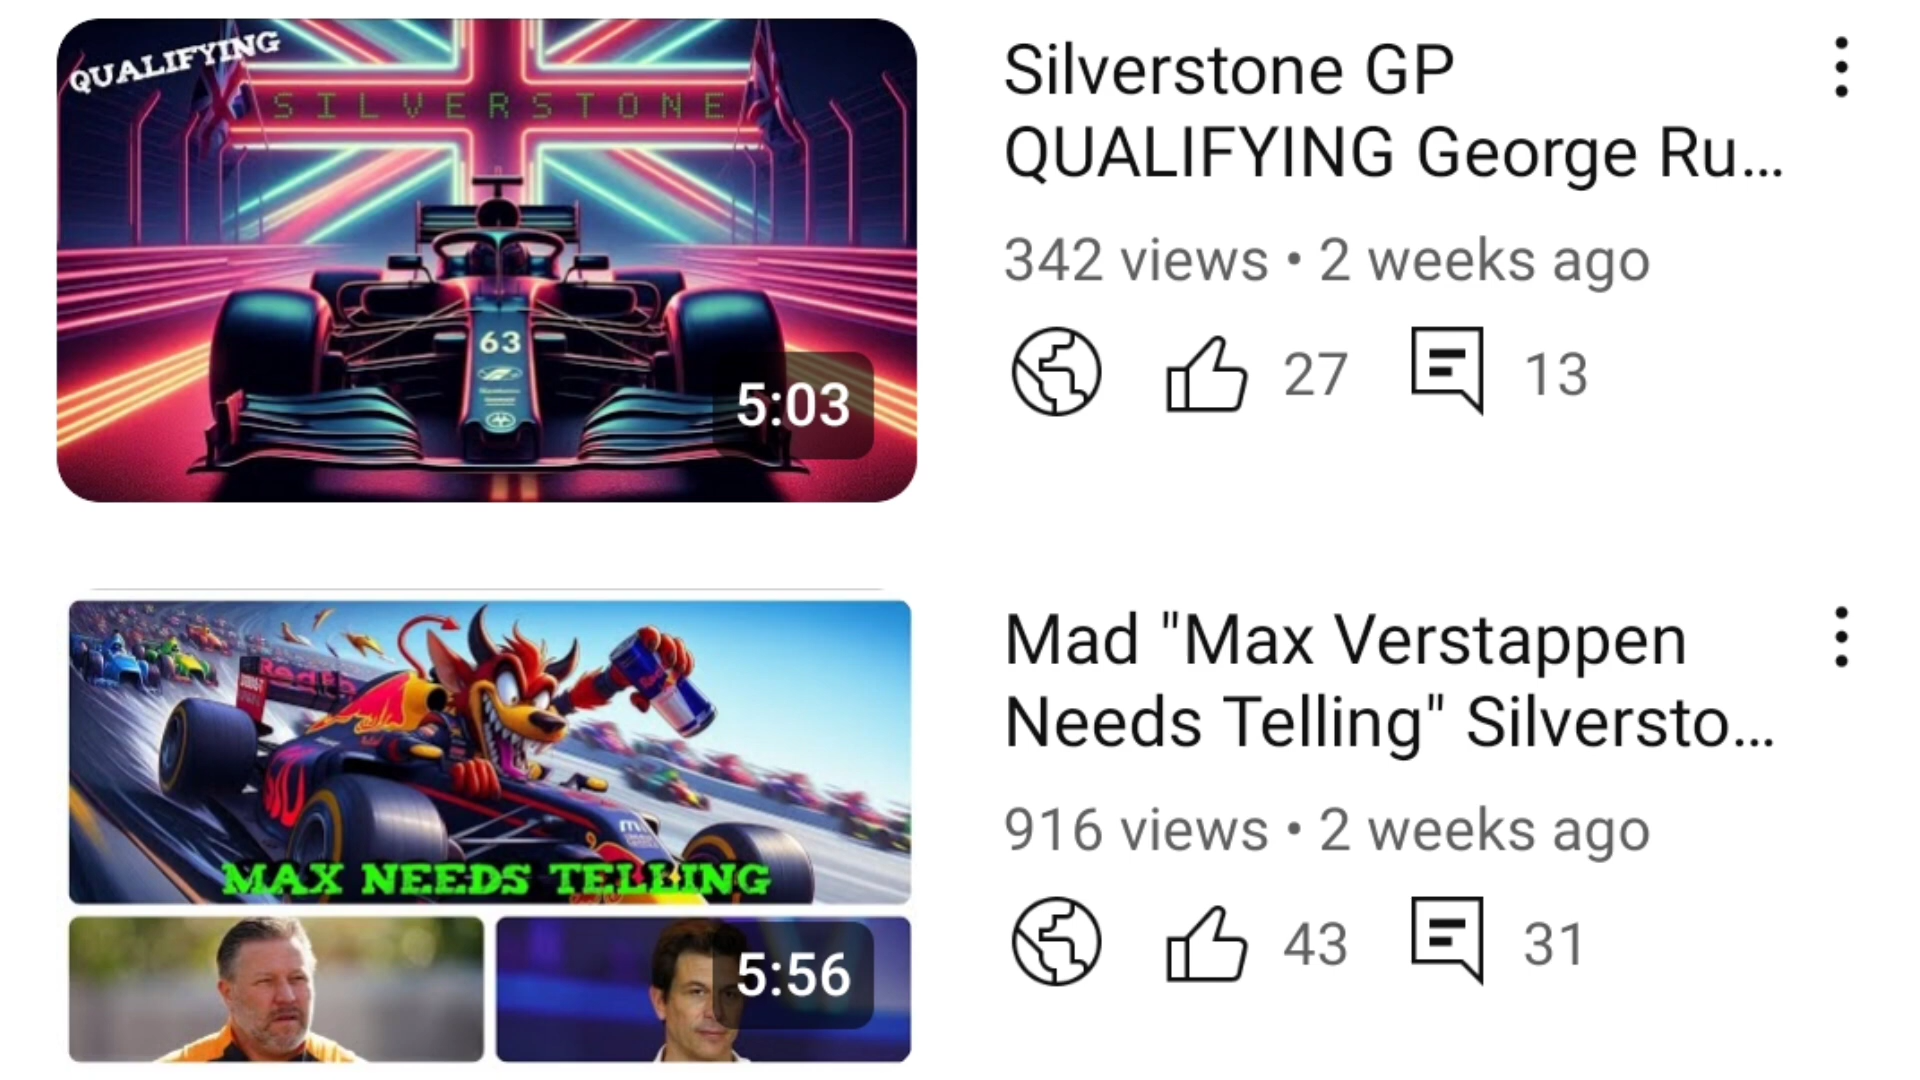 QUALIFYING
SILVERSTONE
63
5:03
Silverstone GP
QUALIFYING George Ru...
342 views • 2 weeks ago
27
13
MAX NEEDS TELLING
5:56
Mad "Max Verstappen
Needs Telling" Silversto...
916 views • 2 weeks ago
43
31